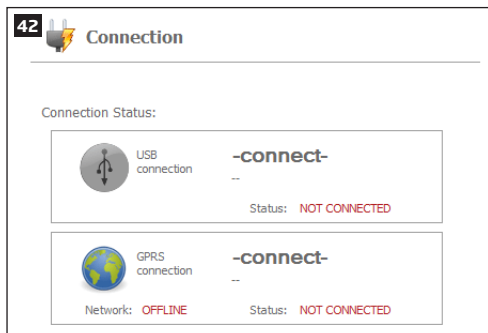 42
Connection
Connection Status:
USB
connection
-connect-
--
Status: NOT CONNECTED
GPRS
connection
-connect-
--
Network: OFFLINE Status: NOT CONNECTED